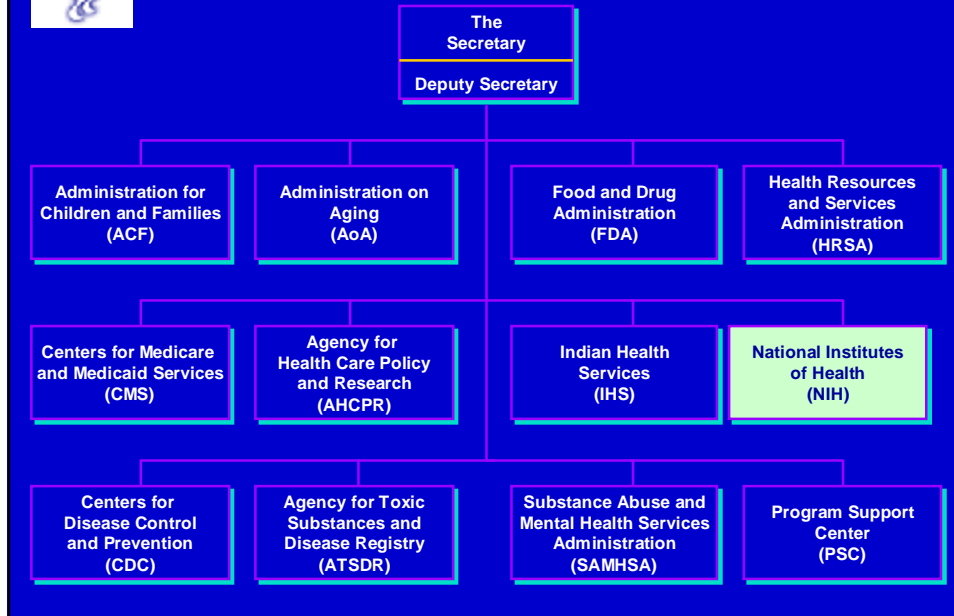 The
Secretary
Deputy Secretary
Administration for
Children and Families
(ACF)
Administration on
Aging
(AoA)
Food and Drug
Administration
(FDA)
Health Resources
and Services
Administration
(HRSA)
Centers for Medicare
and Medicaid Services
(CMS)
Agency for
Health Care Policy
and Research
(AHCPR)
Indian Health
Services
(IHS)
National Institutes
of Health
(NIH)
Centers for
Disease Control
and Prevention
(CDC)
Agency for Toxic
Substances and
Disease Registry
(ATSDR)
Substance Abuse and
Mental Health Services
Administration
(SAMHSA)
Program Support
Center
(PSC)